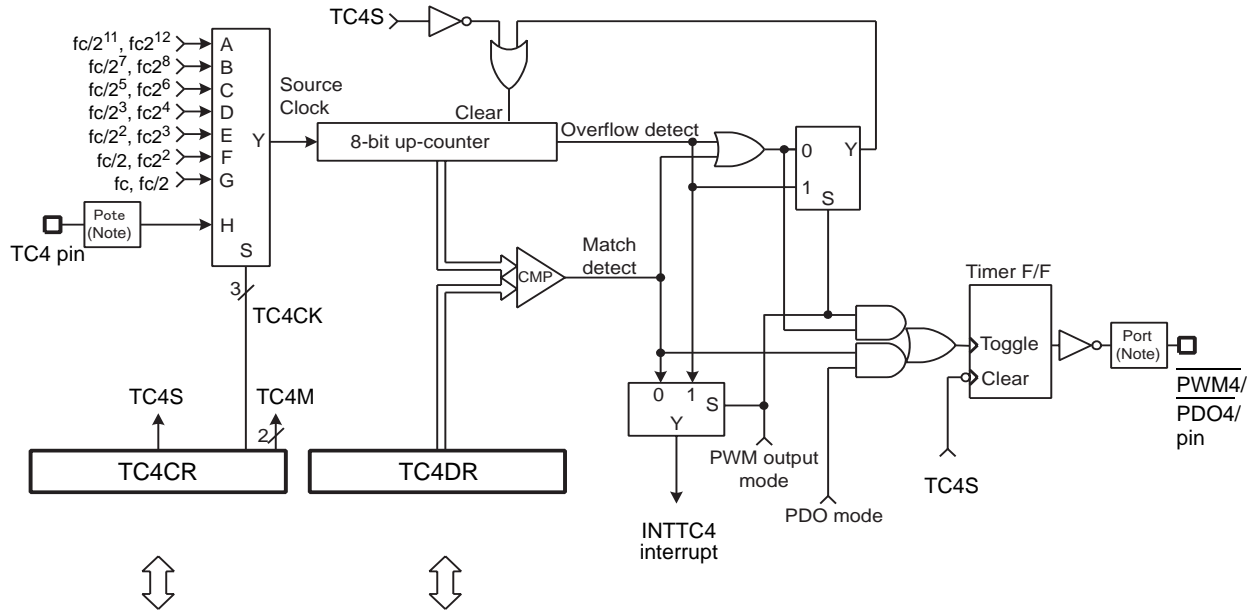 TC4S
fc/2¹¹, fc2¹²
fc/2⁷, fc2⁸
fc/2⁵, fc2⁶
fc/2³, fc2⁴
fc/2², fc2³
fc/2, fc2²
fc, fc/2
A
B
C
D
E
F
G
H
Y
S
Pote
(Note)
TC4 pin
Source
Clock
Clear
8-bit up-counter
Overflow detect
0
1
Y
S
CMP
Match
detect
3
TC4CK
TC4S
TC4M
2
TC4CR
TC4DR
0 1
S
Y
PWM output
mode
PDO mode
INTTC4
interrupt
Timer F/F
Toggle
Clear
TC4S
Port
(Note)
PWM4/
PDO4/
pin